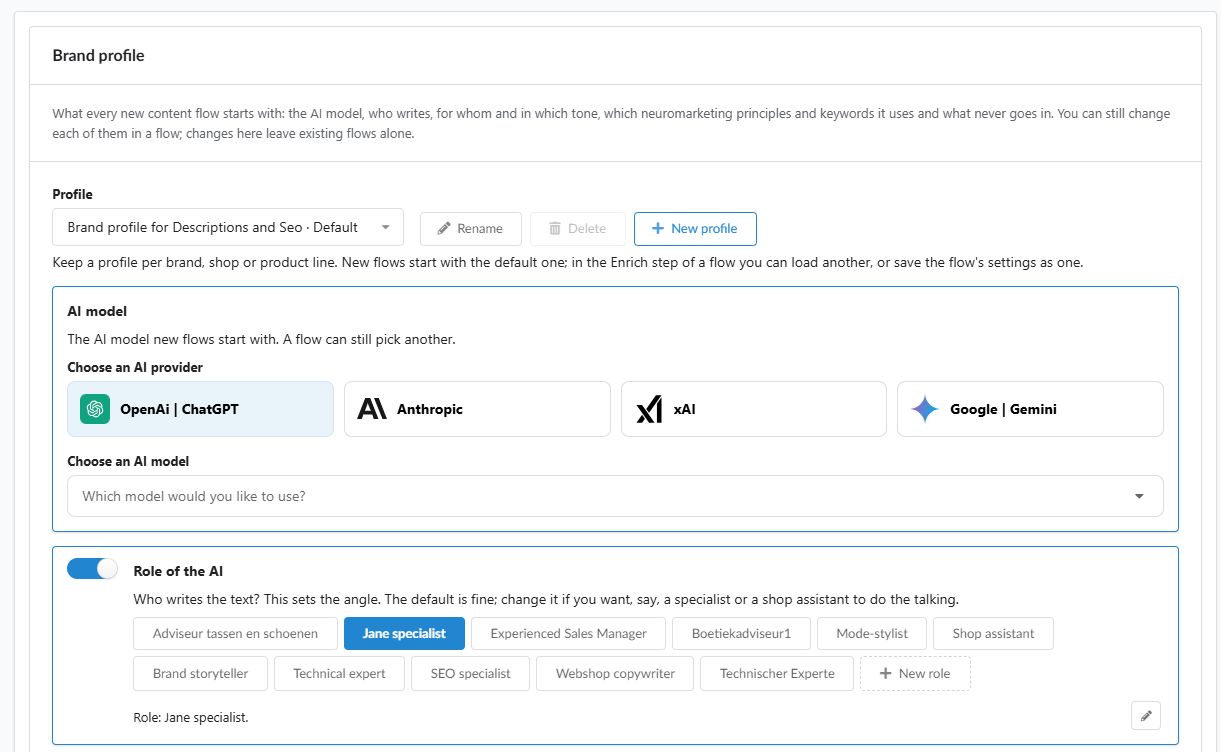 Brand profile
What every new content flow starts with: the AI model, who writes, for whom and in which tone, which neuromarketing principles and keywords it uses and what never goes in. You can still change
each of them in a flow; changes here leave existing flows alone.
Profile
Brand profile for Descriptions and Seo · Default
Rename
Delete
New profile
Keep a profile per brand, shop or product line. New flows start with the default one; in the Enrich step of a flow you can load another, or save the flow's settings as one.
AI model
The AI model new flows start with. A flow can still pick another.
Choose an AI provider
OpenAi | ChatGPT
Anthropic
xAI
Google | Gemini
Choose an AI model
Which model would you like to use?
Role of the AI
Who writes the text? This sets the angle. The default is fine; change it if you want, say, a specialist or a shop assistant to do the talking.
Adviseur tassen en schoenen
Jane specialist
Experienced Sales Manager
Boetiekadviseur1
Mode-stylist
Shop assistant
Brand storyteller
Technical expert
SEO specialist
Webshop copywriter
Technischer Experte
New role
Role: Jane specialist.